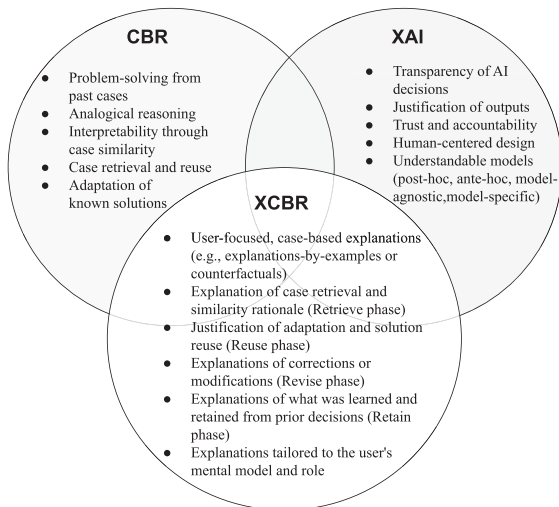 CBR
• Problem-solving from
past cases
• Analogical reasoning
• Interpretability through
case similarity
• Case retrieval and reuse
• Adaptation of
known solutions
XAI
• Transparency of AI
decisions
• Justification of outputs
• Trust and accountability
• Human-centered design
• Understandable models
(post-hoc, ante-hoc, model-
agnostic,model-specific)
XCBR
• User-focused, case-based explanations
(e.g., explanations-by-examples or
counterfactuals)
• Explanation of case retrieval and
similarity rationale (Retrieve phase)
• Justification of adaptation and solution
reuse (Reuse phase)
• Explanations of corrections or
modifications (Revise phase)
• Explanations of what was learned and
retained from prior decisions (Retain
phase)
• Explanations tailored to the user's
mental model and role